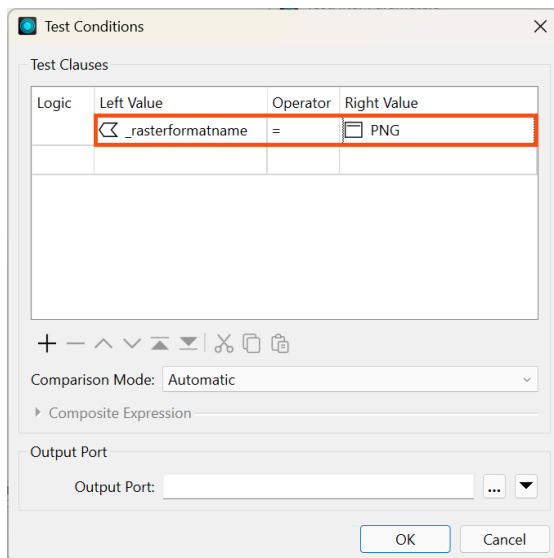 Test Conditions
Test Clauses
Logic Left Value Operator Right Value
_rasterformatname = PNG
Comparison Mode: Automatic
Composite Expression
Output Port
Output Port:
...
OK Cancel